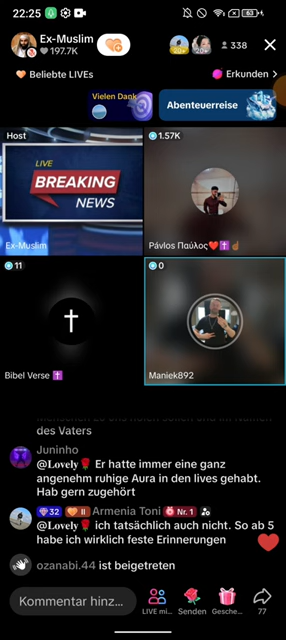 22:25
63
Ex-Muslim
197.7K
20+
20+
338
Beliebte LIVEs
Erkunden >
Vielen Dank
Abenteuerreise
Host
LIVE
BREAKING
NEWS
Ex-Muslim
1.57K
Pávlos Παύλος❤️✝️☝🏽
11
Bibel Verse ✝️
0
Maniek892
des Vaters
Juninho
@𝐋𝐨𝐯𝐞𝐥𝐲🌹 Er hatte immer eine ganz
angenehm ruhige Aura in den lives gehabt.
Hab gern zugehört
32 II Armenia Toni Nr. 1
@𝐋𝐨𝐯𝐞𝐥𝐲🌹 ich tatsächlich auch nicht. So ab 5
habe ich wirklich feste Erinnerungen
ozanabi.44 ist beigetreten
Kommentar hinz...
LIVE mi...
Senden
Gesche...
77